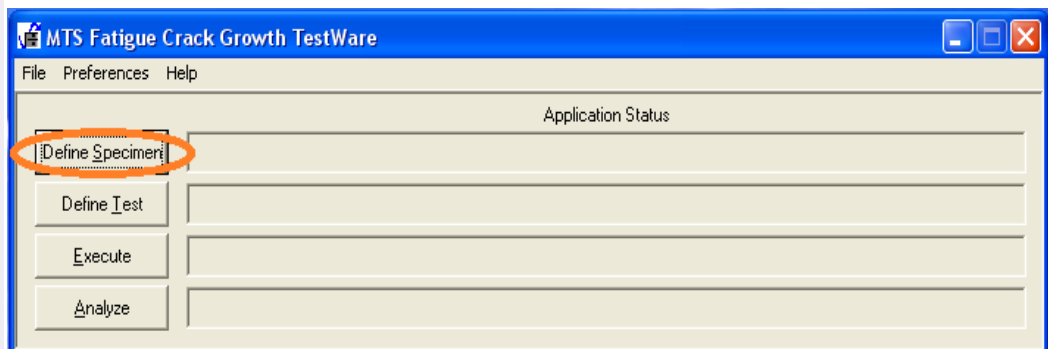 MTS Fatigue Crack Growth TestWare
File Preferences Help
Application Status
Define Specimen
Define Test
Execute
Analyze